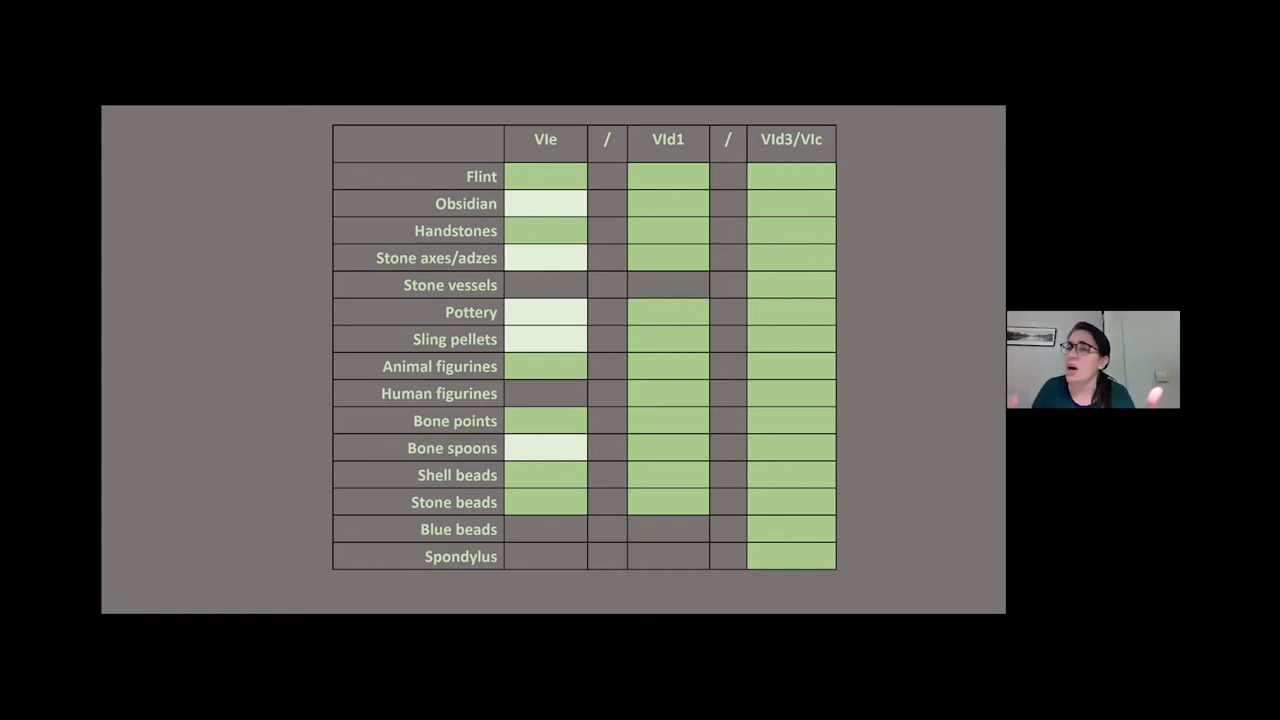 VIe / VId1 / VId3/VIc
Flint
Obsidian
Handstones
Stone axes/adzes
Stone vessels
Pottery
Sling pellets
Animal figurines
Human figurines
Bone points
Bone spoons
Shell beads
Stone beads
Blue beads
Spondylus